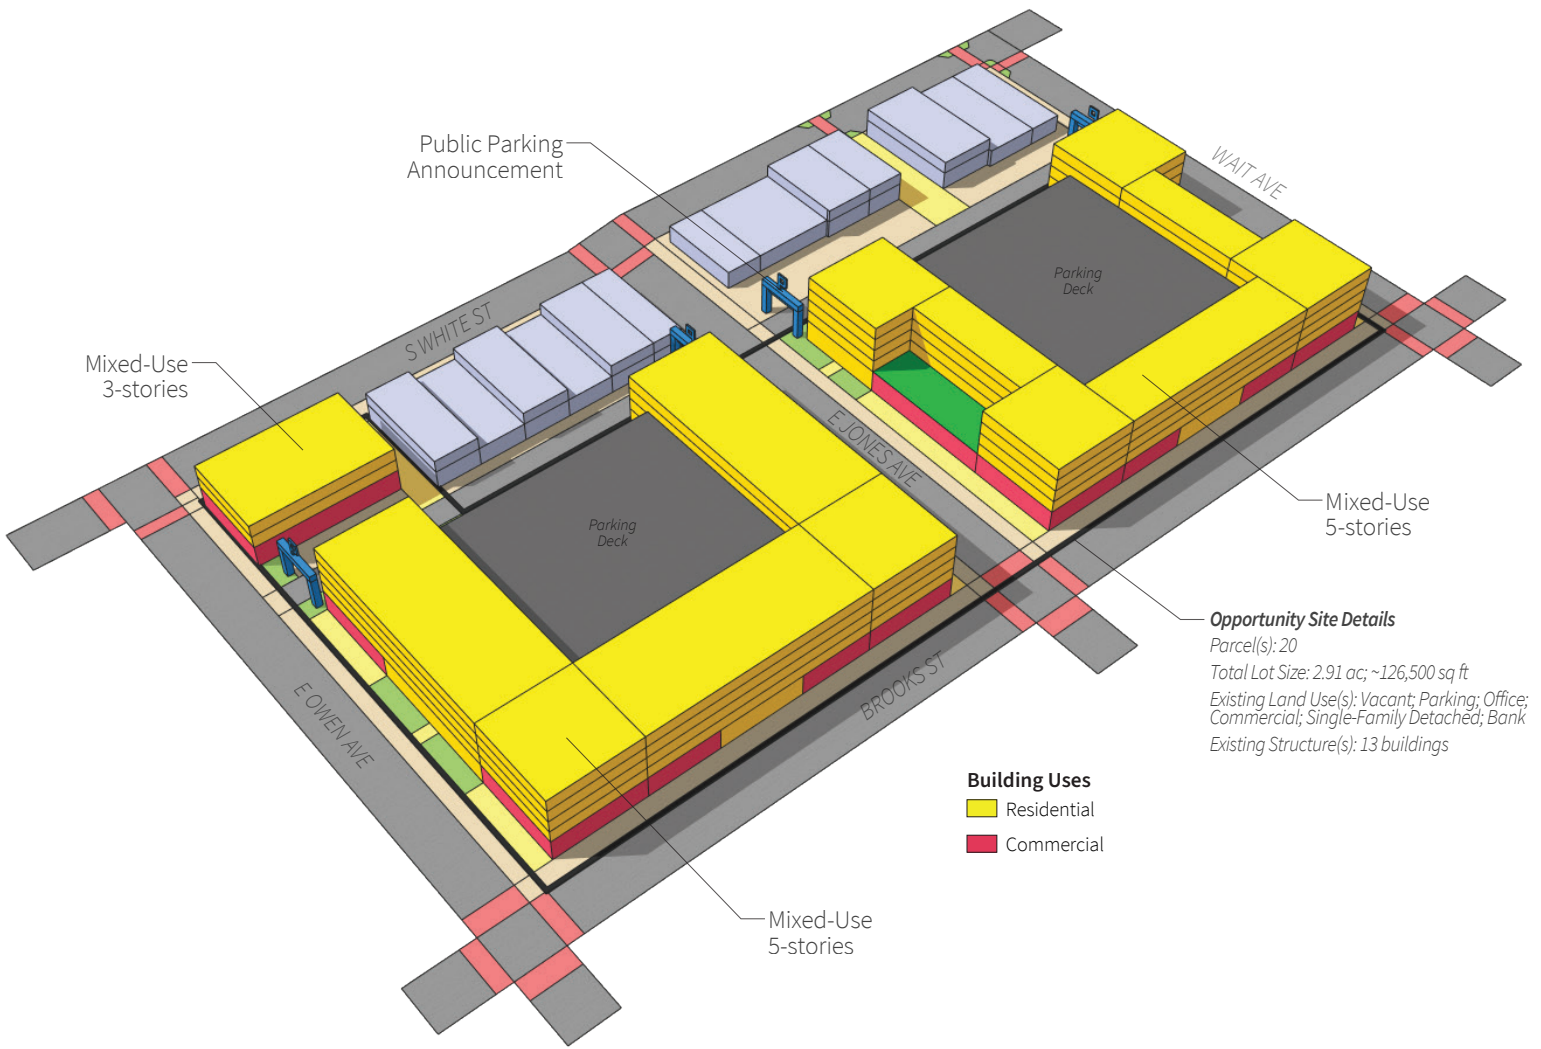 Public Parking
Announcement
WAIT AVE
Parking
Deck
S WHITE ST
Mixed-Use
3-stories
E JONES AVE
Mixed-Use
5-stories
Parking
Deck
Opportunity Site Details
Parcel(s): 20
Total Lot Size: 2.91 ac; ~126,500 sq ft
Existing Land Use(s): Vacant; Parking; Office;
Commercial; Single-Family Detached; Bank
Existing Structure(s): 13 buildings
BROOKS ST
E OWEN AVE
Building Uses
Residential
Commercial
Mixed-Use
5-stories